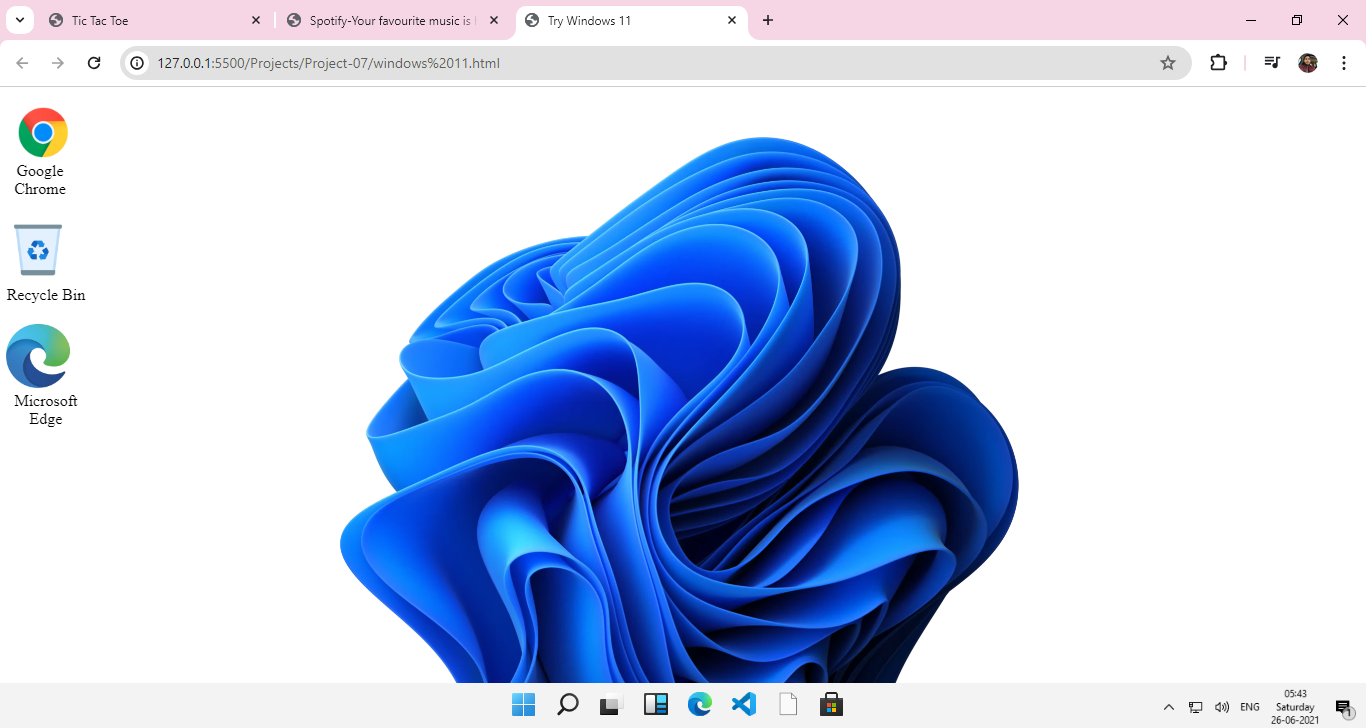 Tic Tac Toe
Spotify-Your favourite music is
Try Windows 11
127.0.0.1:5500/Projects/Project-07/windows%2011.html
Google
Chrome
Recycle Bin
Microsoft
Edge
ENG
05:43
Saturday
26-06-2021
1